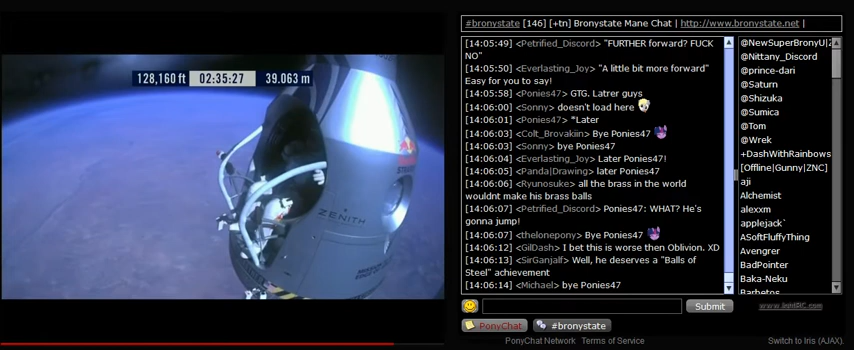 #bronystate [146] [+tn] Bronystate Mane Chat | http://www.bronystate.net |
128,160 ft 02:35:27 39.063 m
Red Bull
ZENITH
[14:05:49] <Petrified_Discord> "FURTHER forward? FUCK
NO"
[14:05:50] <Everlasting_Joy> "A little bit more forward"
Easy for you to say!
[14:05:58] <Ponies47> GTG. Latrer guys
[14:06:00] <Sonny> doesn't load here
[14:06:01] <Ponies47> *Later
[14:06:03] <Colt_Brovakiin> Bye Ponies47
[14:06:03] <Sonny> bye Ponies47
[14:06:04] <Everlasting_Joy> Later Ponies47!
[14:06:05] <Panda|Drawing> later Ponies47
[14:06:06] <Ryunosuke> all the brass in the world
wouldnt make his brass balls
[14:06:07] <Petrified_Discord> Ponies47: WHAT? He's
gonna jump!
[14:06:07] <thelonepony> Bye Ponies47
[14:06:12] <GilDash> I bet this is worse then Oblivion. XD
[14:06:13] <SirGanjalf> Well, he deserves a "Balls of
Steel" achievement
[14:06:14] <Michael> bye Ponies47
@NewSuperBronyU
@Nittany_Discord
@prince-dari
@Saturn
@Shizuka
@Sumica
@Tom
@Wrek
+DashWithRainbows
[Offline|Gunny|ZNC]
aji
Alchemist
alexxm
applejack`
ASoftFluffyThing
Avengrer
BadPointer
Baka-Neku
Barbetos
Submit
PonyChat #bronystate
PonyChat Network Terms of Service Switch to Iris (AJAX).